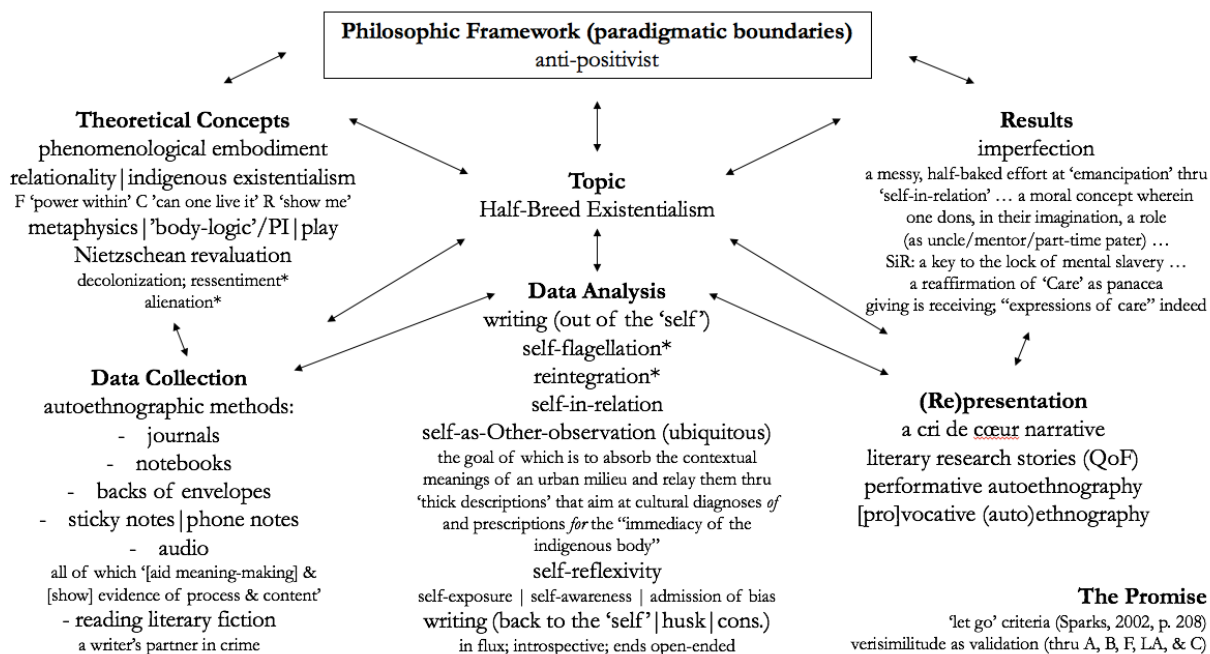 Philosophic Framework (paradigmatic boundaries)
anti-positivist
Theoretical Concepts
phenomenological embodiment
relationality|indigenous existentialism
F ‘power within’ C ’can one live it’ R ‘show me’
metaphysics|’body-logic’/PI|play
Nietzschean revaluation
decolonization; ressentiment*
alienation*
Topic
Half-Breed Existentialism
Results
imperfection
a messy, half-baked effort at ‘emancipation’ thru
‘self-in-relation’ … a moral concept wherein
one dons, in their imagination, a role
(as uncle/mentor/part-time pater) …
SiR: a key to the lock of mental slavery …
a reaffirmation of ‘Care’ as panacea
giving is receiving; “expressions of care” indeed
Data Collection
autoethnographic methods:
- journals
- notebooks
- backs of envelopes
- sticky notes|phone notes
- audio
all of which ‘[aid meaning-making] &
[show] evidence of process & content’
- reading literary fiction
a writer’s partner in crime
Data Analysis
writing (out of the ‘self’)
self-flagellation*
reintegration*
self-in-relation
self-as-Other-observation (ubiquitous)
the goal of which is to absorb the contextual
meanings of an urban milieu and relay them thru
‘thick descriptions’ that aim at cultural diagnoses of
and prescriptions for the “immediacy of the
indigenous body”
self-reflexivity
self-exposure | self-awareness | admission of bias
writing (back to the ‘self’|husk|cons.)
in flux; introspective; ends open-ended
(Re)presentation
a cri de cœur narrative
literary research stories (QoF)
performative autoethnography
[pro]vocative (auto)ethnography
The Promise
‘let go’ criteria (Sparks, 2002, p. 208)
verisimilitude as validation (thru A, B, F, LA, & C)